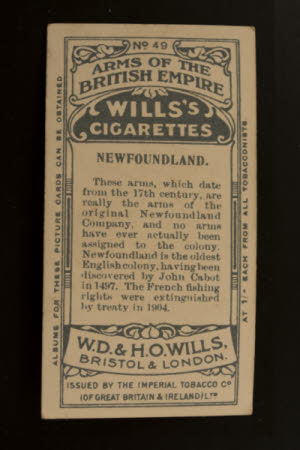 No 49
ARMS OF THE
BRITISH EMPIRE
WILLS'S
CIGARETTES
NEWFOUNDLAND.
These arms, which date
from the 17th century, are
really the arms of the
original Newfoundland
Company, and no arms
have ever actually been
assigned to the colony.
Newfoundland is the oldest
English colony, having been
discovered by John Cabot
in 1497. The French fishing
rights were extinguished
by treaty in 1904.
W.D. & H.O. WILLS,
BRISTOL & LONDON.
ISSUED BY THE IMPERIAL TOBACCO Co
(OF GREAT BRITAIN & IRELAND) LTD
ALBUMS FOR THESE PICTURE CARDS CAN BE OBTAINED
AT 1/- EACH FROM ALL TOBACCONISTS